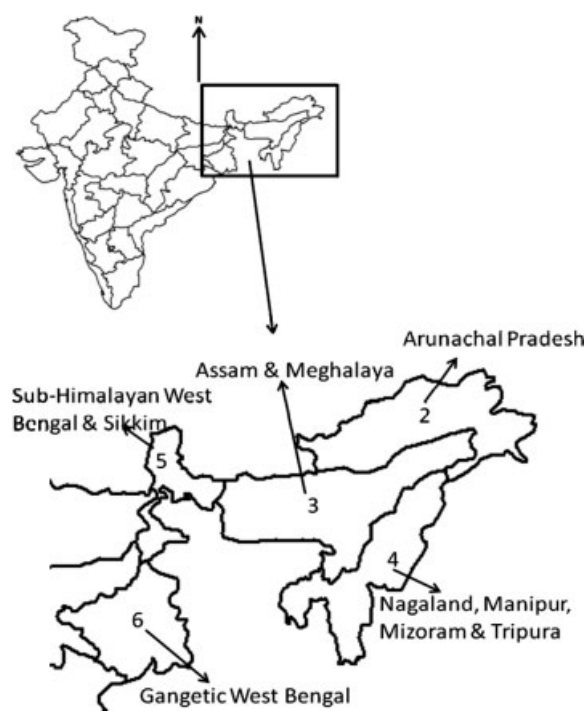 N
Arunachal Pradesh
Assam & Meghalaya
Sub-Himalayan West
Bengal & Sikkim
2
5
3
4
Nagaland, Manipur,
Mizoram & Tripura
6
Gangetic West Bengal